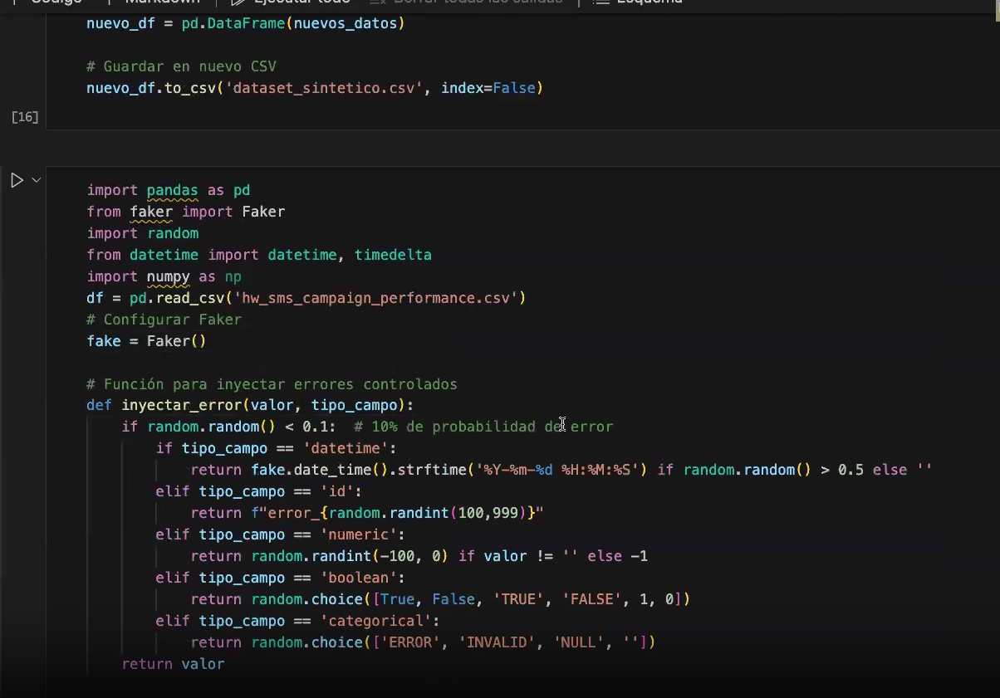 Código
Markdown
Ejecutar todo
Borrar todas las salidas
Esquema
nuevo_df = pd.DataFrame(nuevos_datos)
# Guardar en nuevo CSV
nuevo_df.to_csv('dataset_sintetico.csv', index=False)
[16]
import pandas as pd
from faker import Faker
import random
from datetime import datetime, timedelta
import numpy as np
df = pd.read_csv('hw_sms_campaign_performance.csv')
# Configurar Faker
fake = Faker()
# Función para inyectar errores controlados
def inyectar_error(valor, tipo_campo):
    if random.random() < 0.1:  # 10% de probabilidad de error
        if tipo_campo == 'datetime':
            return fake.date_time().strftime('%Y-%m-%d %H:%M:%S') if random.random() > 0.5 else ''
        elif tipo_campo == 'id':
            return f"error_{random.randint(100,999)}"
        elif tipo_campo == 'numeric':
            return random.randint(-100, 0) if valor != '' else -1
        elif tipo_campo == 'boolean':
            return random.choice([True, False, 'TRUE', 'FALSE', 1, 0])
        elif tipo_campo == 'categorical':
            return random.choice(['ERROR', 'INVALID', 'NULL', ''])
    return valor